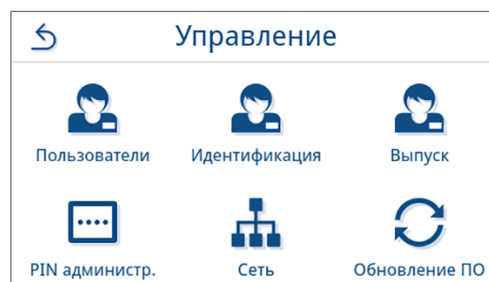 Управление
Пользователи Идентификация Выпуск
PIN администр. Сеть Обновление ПО